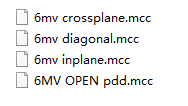 6mv crossplane.mcc
6mv diagonal.mcc
6mv inplane.mcc
6MV OPEN pdd.mcc